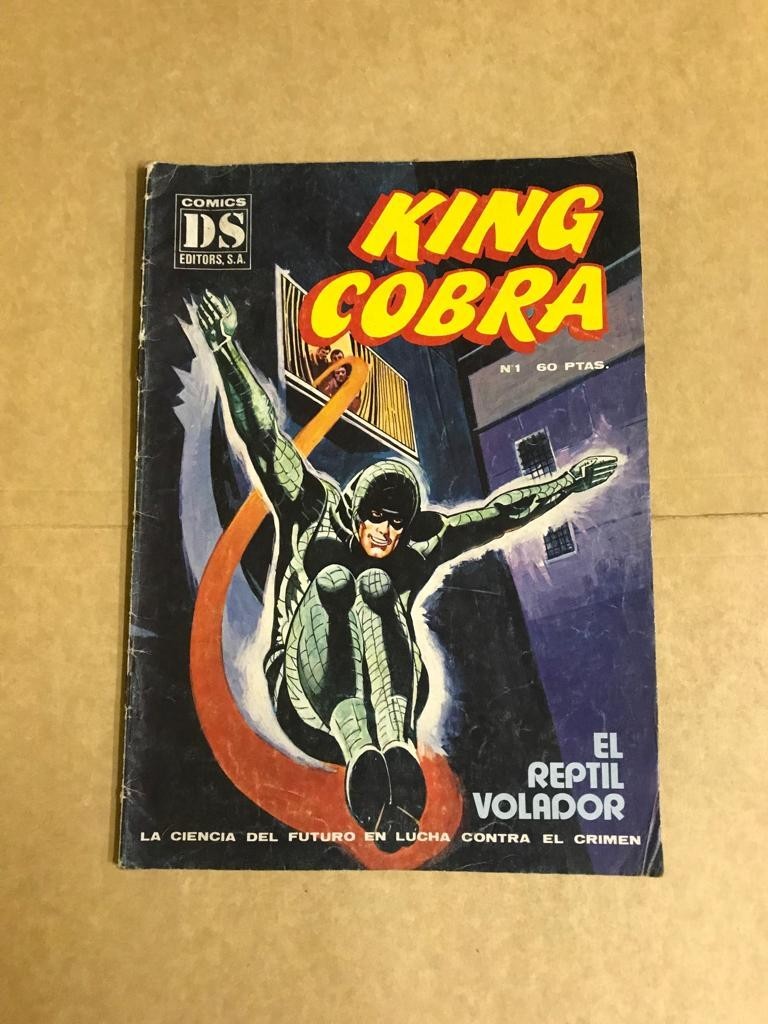 COMICS
DS
EDITORS, S.A.
KING
COBRA
Nº1 60 PTAS.
EL
REPTIL
VOLADOR
LA CIENCIA DEL FUTURO EN LUCHA CONTRA EL CRIMEN